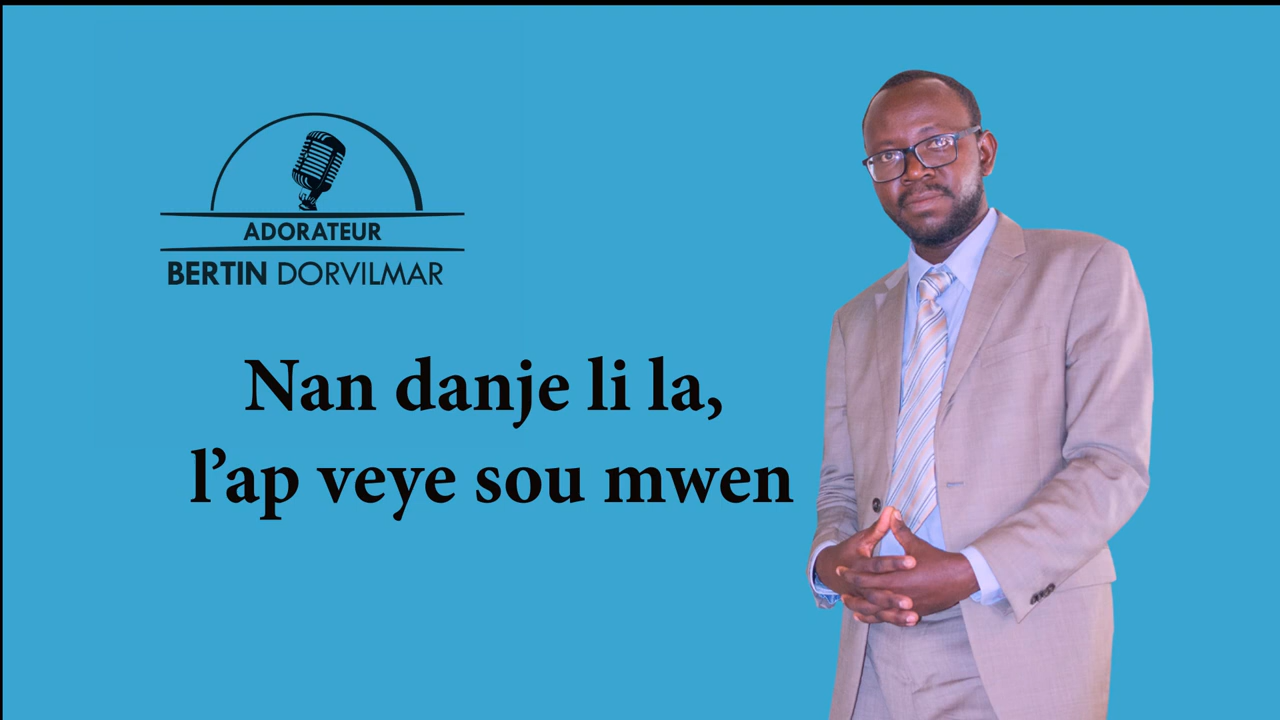 ADORATEUR
BERTIN DORVILMAR
Nan danje li la,
l’ap veye sou mwen